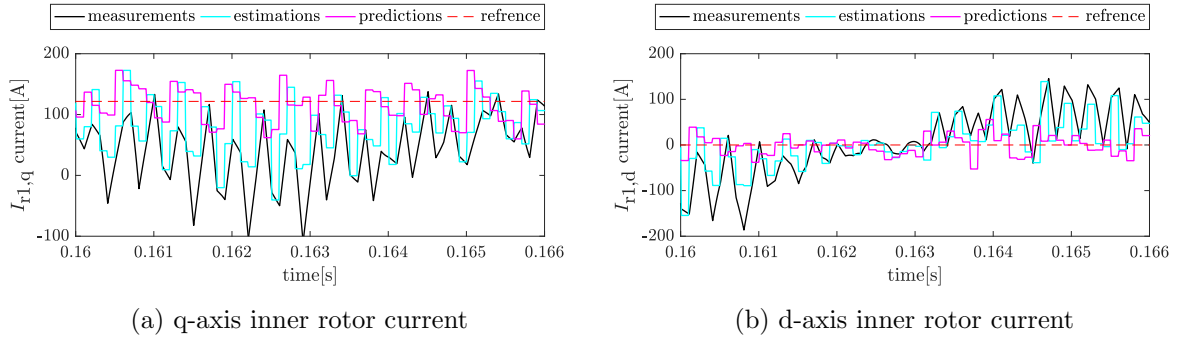 measurements estimations predictions refrence
measurements estimations predictions refrence
200
100
0
-100
I_r1,q current[A]
0.16 0.161 0.162 0.163 0.164 0.165 0.166
time[s]
200
100
0
-100
-200
I_r1,d current[A]
0.16 0.161 0.162 0.163 0.164 0.165 0.166
time[s]
(a) q-axis inner rotor current
(b) d-axis inner rotor current